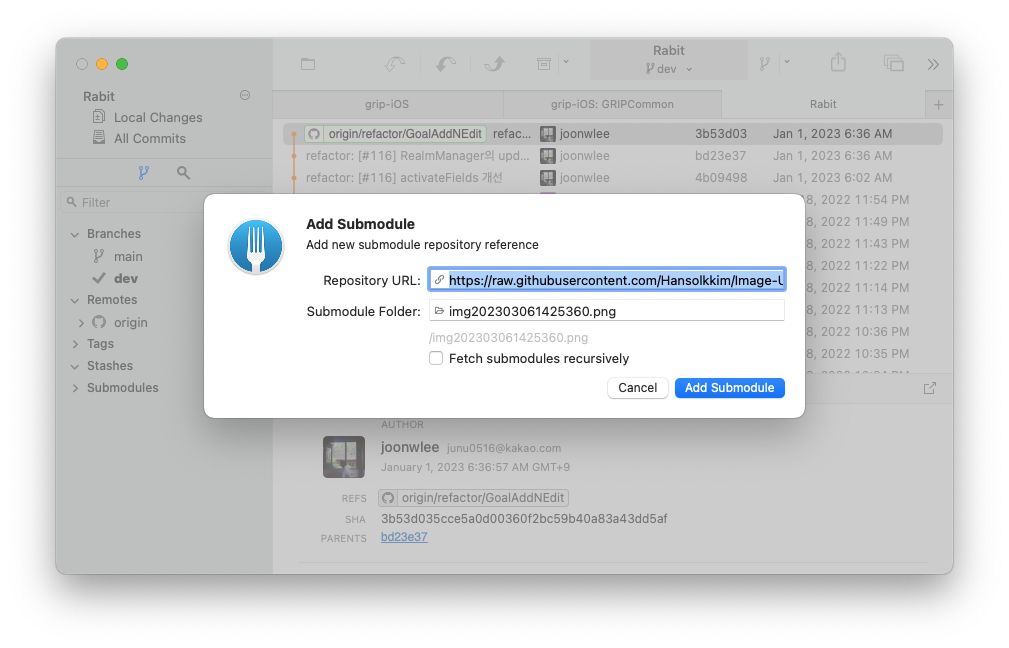 Rabit
dev
Rabit
Local Changes
All Commits
Filter
Branches
main
dev
Remotes
origin
Tags
Stashes
Submodules
grip-iOS
grip-iOS: GRIPCommon
Rabit
origin/refactor/GoalAddNEdit refac... joonwlee 3b53d03 Jan 1, 2023 6:36 AM
refactor: [#116] RealmManager의 upd... joonwlee bd23e37 Jan 1, 2023 6:36 AM
refactor: [#116] activateFields 개선 joonwlee 4b09498 Jan 1, 2023 6:02 AM
8, 2022 11:54 PM
8, 2022 11:49 PM
8, 2022 11:43 PM
8, 2022 11:22 PM
8, 2022 11:14 PM
8, 2022 11:13 PM
8, 2022 10:36 PM
8, 2022 10:35 PM
Add Submodule
Add new submodule repository reference
Repository URL: https://raw.githubusercontent.com/Hansolkkim/Image-U
Submodule Folder: img202303061425360.png
/img202303061425360.png
Fetch submodules recursively
Cancel
Add Submodule
AUTHOR
joonwlee junu0516@kakao.com
January 1, 2023 6:36:57 AM GMT+9
REFS origin/refactor/GoalAddNEdit
SHA 3b53d035cce5a0d00360f2bc59b40a83a43dd5af
PARENTS bd23e37